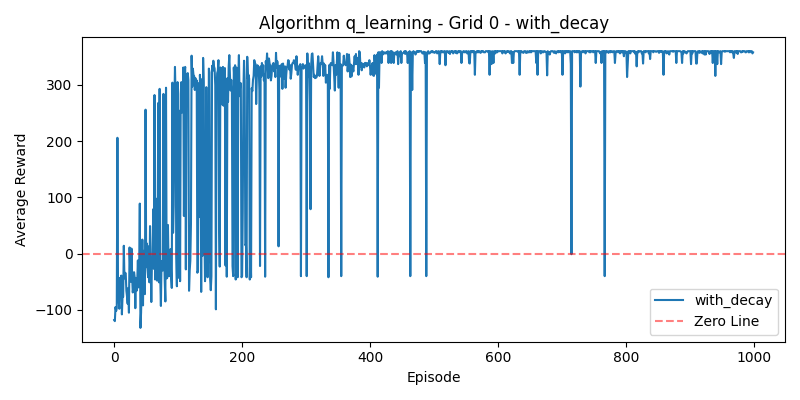 Algorithm q_learning - Grid 0 - with_decay
Average Reward
300
200
100
0
−100
with_decay
Zero Line
0
200
400
600
800
1000
Episode